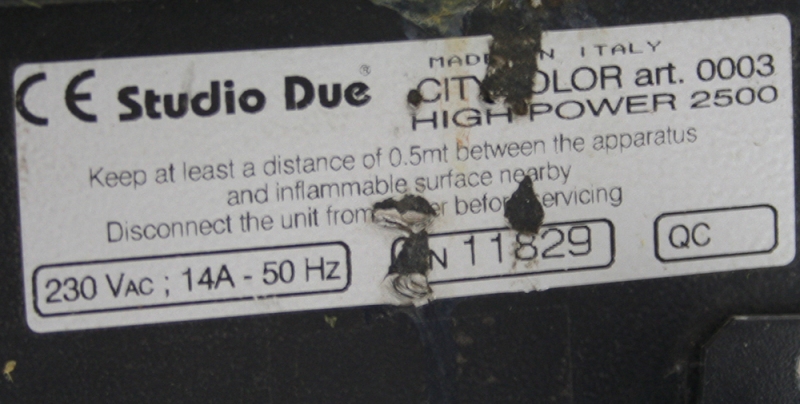 CE Studio Due®
MADE IN ITALY
CITY COLOR art. 0003
HIGH POWER 2500
Keep at least a distance of 0.5mt between the apparatus
and inflammable surface nearby
Disconnect the unit from before servicing
230 VAC ; 14A - 50 Hz
N 11829
QC